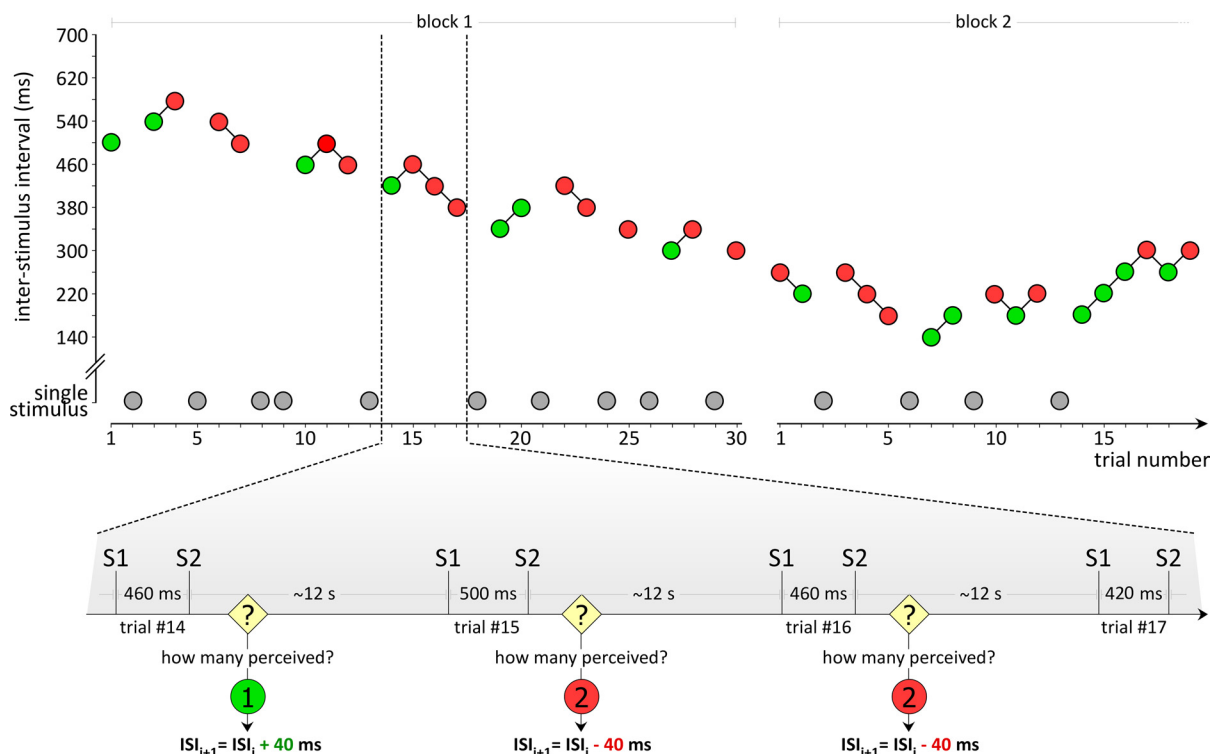 block 1
block 2
inter-stimulus interval (ms)
700
620
540
460
380
300
220
140
single
stimulus
1 5 10 15 20 25 30 1 5 10 15
trial number
S1 S2 S1 S2 S1 S2 S1 S2
460 ms ~12 s 500 ms ~12 s 460 ms ~12 s 420 ms
? ? ?
trial #14 trial #15 trial #16 trial #17
how many perceived? how many perceived? how many perceived?
1 2 2
ISIi+1= ISIi + 40 ms ISIi+1= ISIi - 40 ms ISIi+1= ISIi - 40 ms